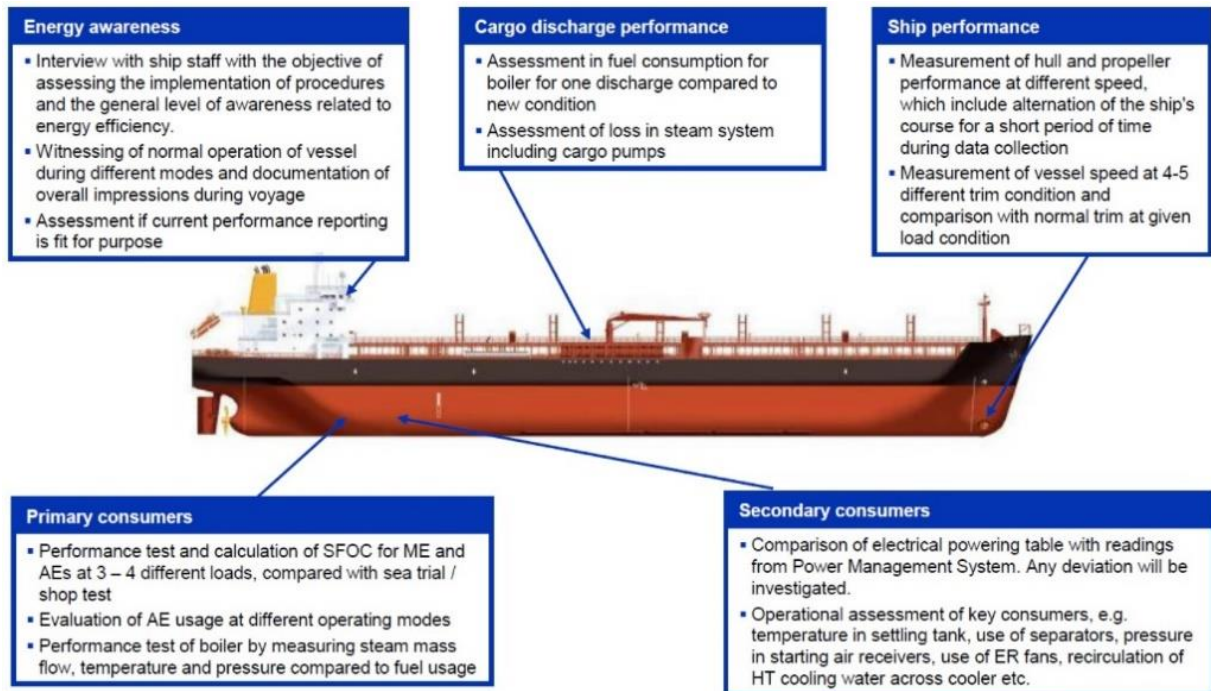 Energy awareness
▪ Interview with ship staff with the objective of
assessing the implementation of procedures
and the general level of awareness related to
energy efficiency.
▪ Witnessing of normal operation of vessel
during different modes and documentation of
overall impressions during voyage
▪ Assessment if current performance reporting
is fit for purpose
Cargo discharge performance
▪ Assessment in fuel consumption for
boiler for one discharge compared to
new condition
▪ Assessment of loss in steam system
including cargo pumps
Ship performance
▪ Measurement of hull and propeller
performance at different speed,
which include alternation of the ship's
course for a short period of time
during data collection
▪ Measurement of vessel speed at 4-5
different trim condition and
comparison with normal trim at given
load condition
Primary consumers
▪ Performance test and calculation of SFOC for ME and
AEs at 3 – 4 different loads, compared with sea trial /
shop test
▪ Evaluation of AE usage at different operating modes
▪ Performance test of boiler by measuring steam mass
flow, temperature and pressure compared to fuel usage
Secondary consumers
▪ Comparison of electrical powering table with readings
from Power Management System. Any deviation will be
investigated.
▪ Operational assessment of key consumers, e.g.
temperature in settling tank, use of separators, pressure
in starting air receivers, use of ER fans, recirculation of
HT cooling water across cooler etc.